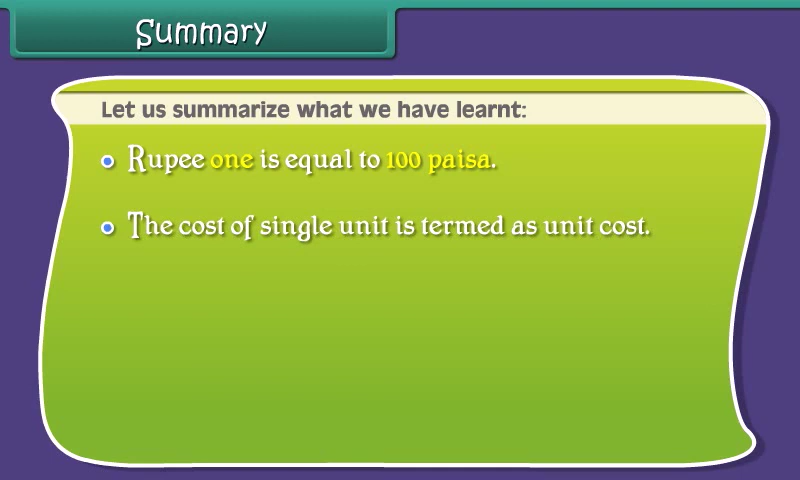 Summary
Let us summarize what we have learnt:
Rupee one is equal to 100 paisa.
The cost of single unit is termed as unit cost.